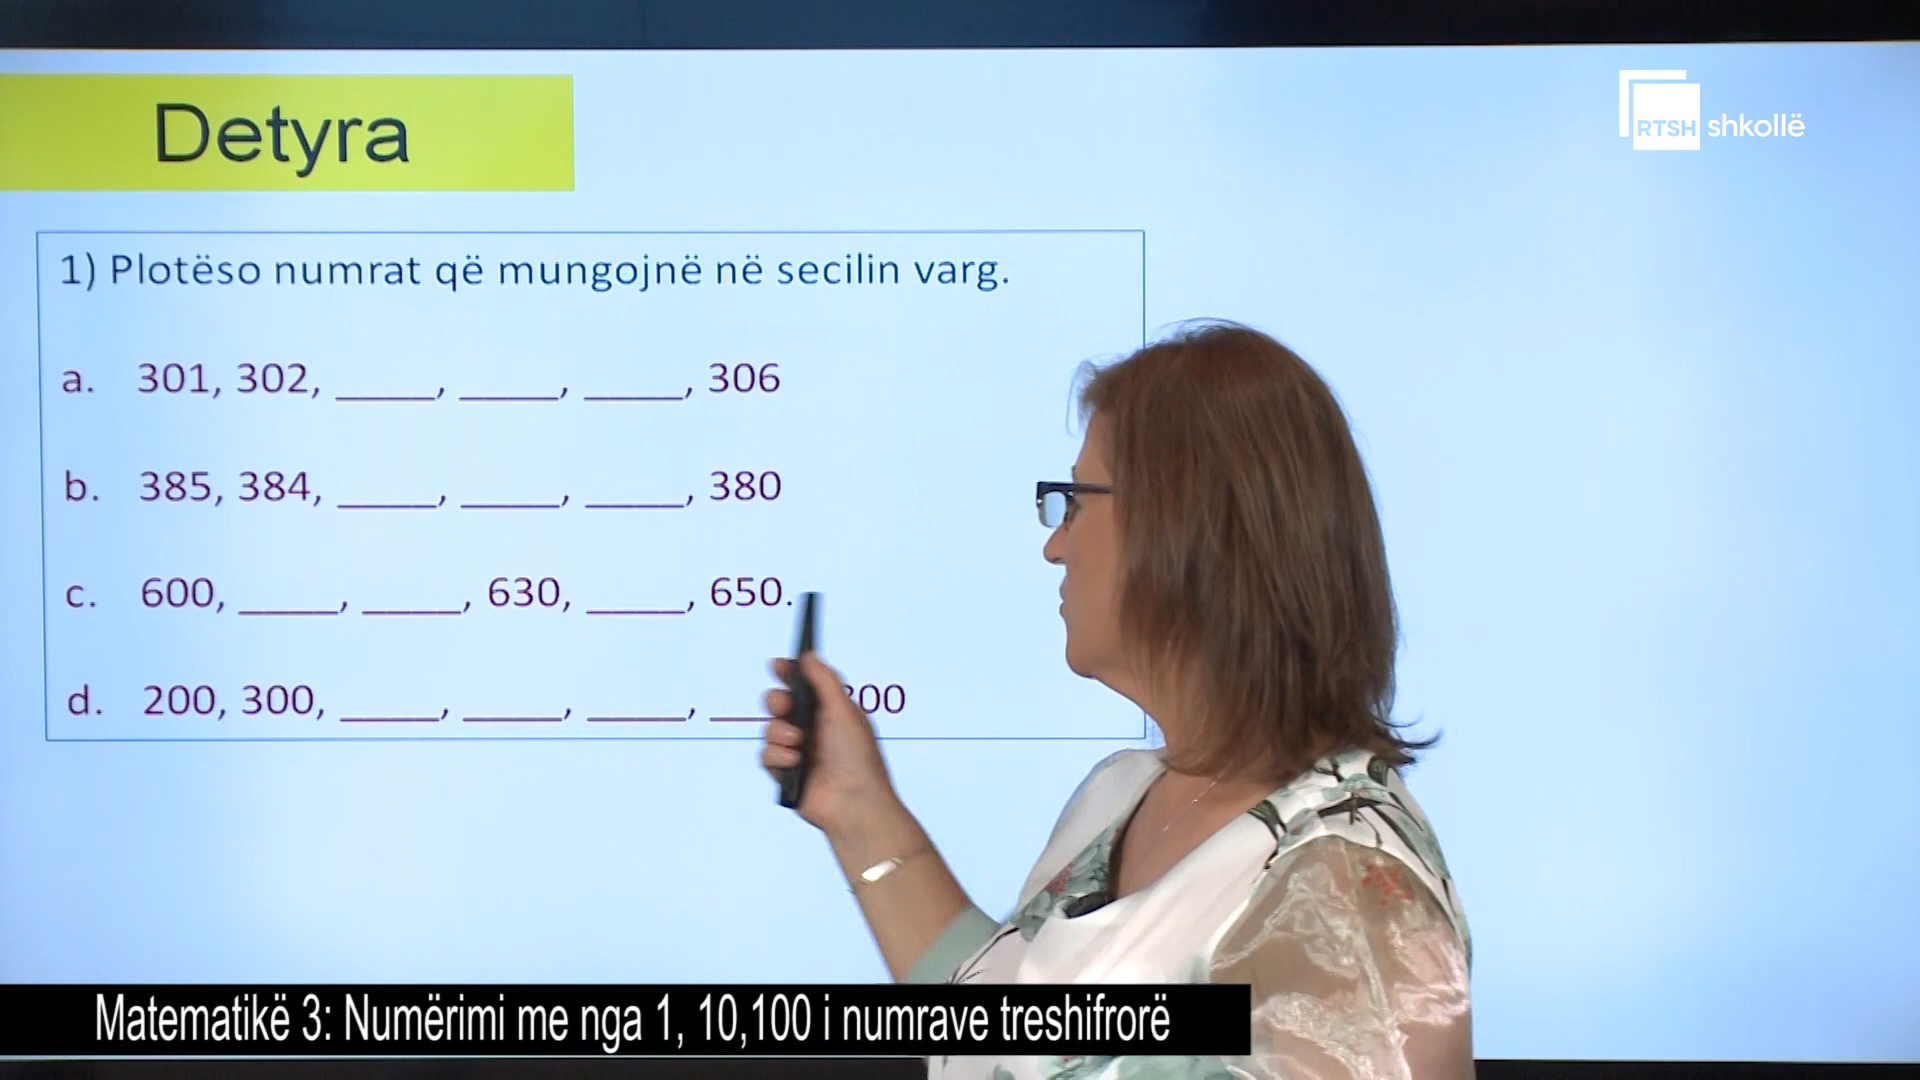 Detyra
RTSH shkollë
1) Plotëso numrat që mungojnë në secilin varg.
a. 301, 302, ____, ____, ____, 306
b. 385, 384, ____, ____, ____, 380
c. 600, ____, ____, 630, ____, 650.
d. 200, 300, ____, ____, ____, ____
Matematikë 3: Numërimi me nga 1, 10,100 i numrave treshifrorë